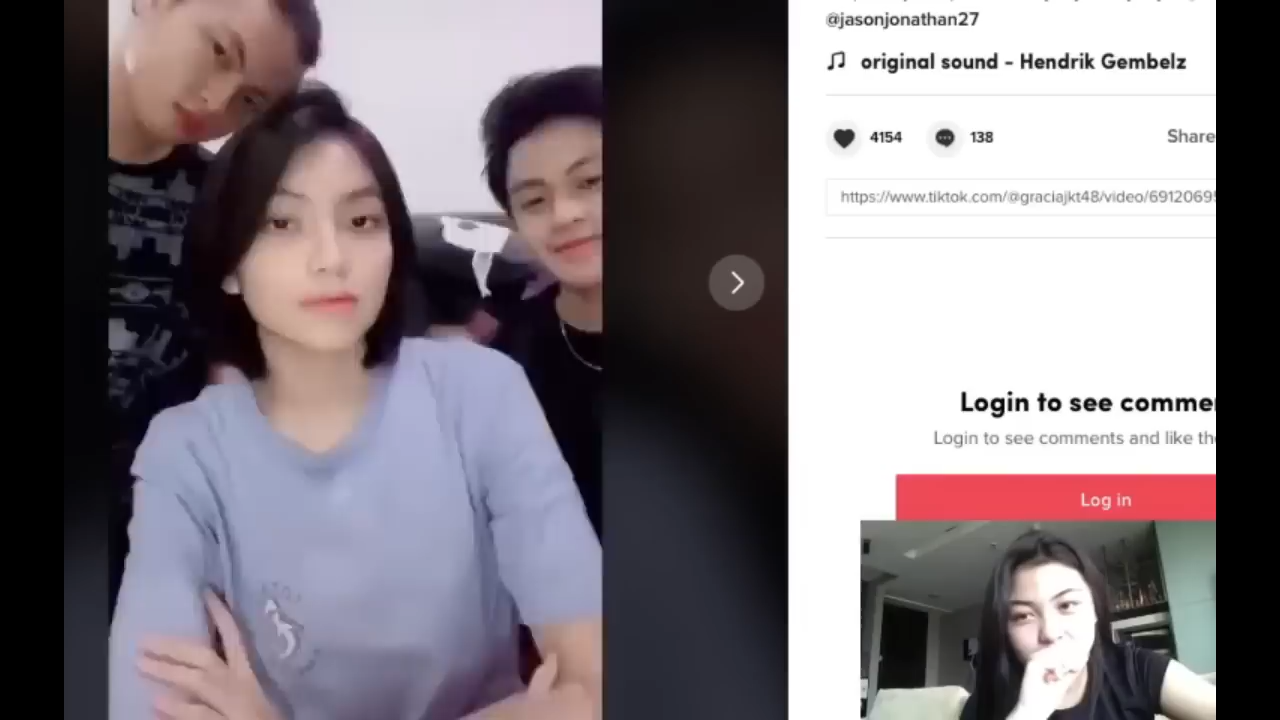 @jasonjonathan27
original sound - Hendrik Gembelz
4154
138
Share
https://www.tiktok.com/@graciajkt48/video/691206
Login to see comme
Login to see comments and like th
Log in